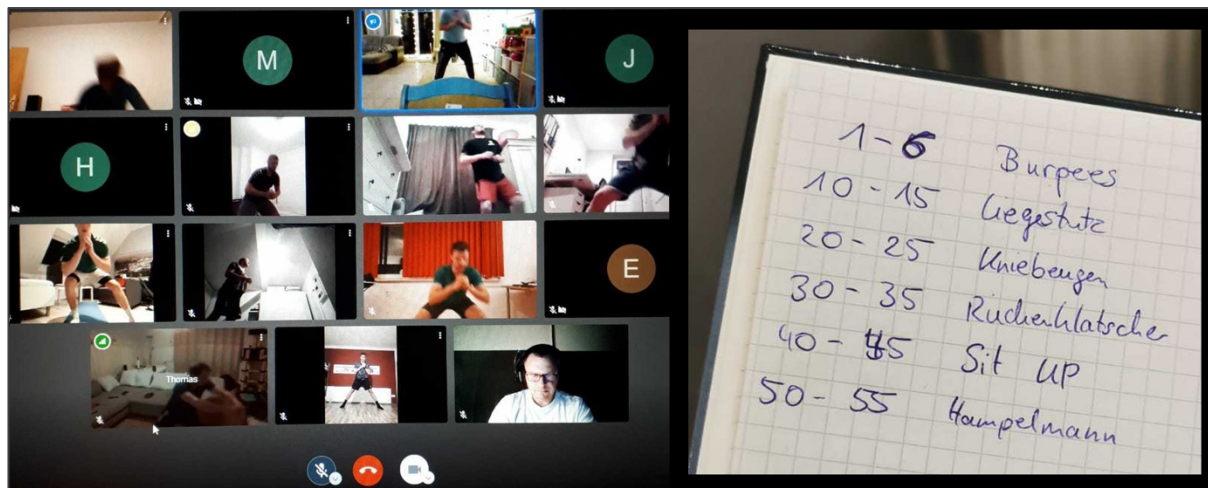 M
J
H
E
Thomas
1-6 Burpees
10-15 Liegestütz
20-25 Kniebeugen
30-35 Rückenklatscher
40-45 Sit UP
50-55 Hampelmann